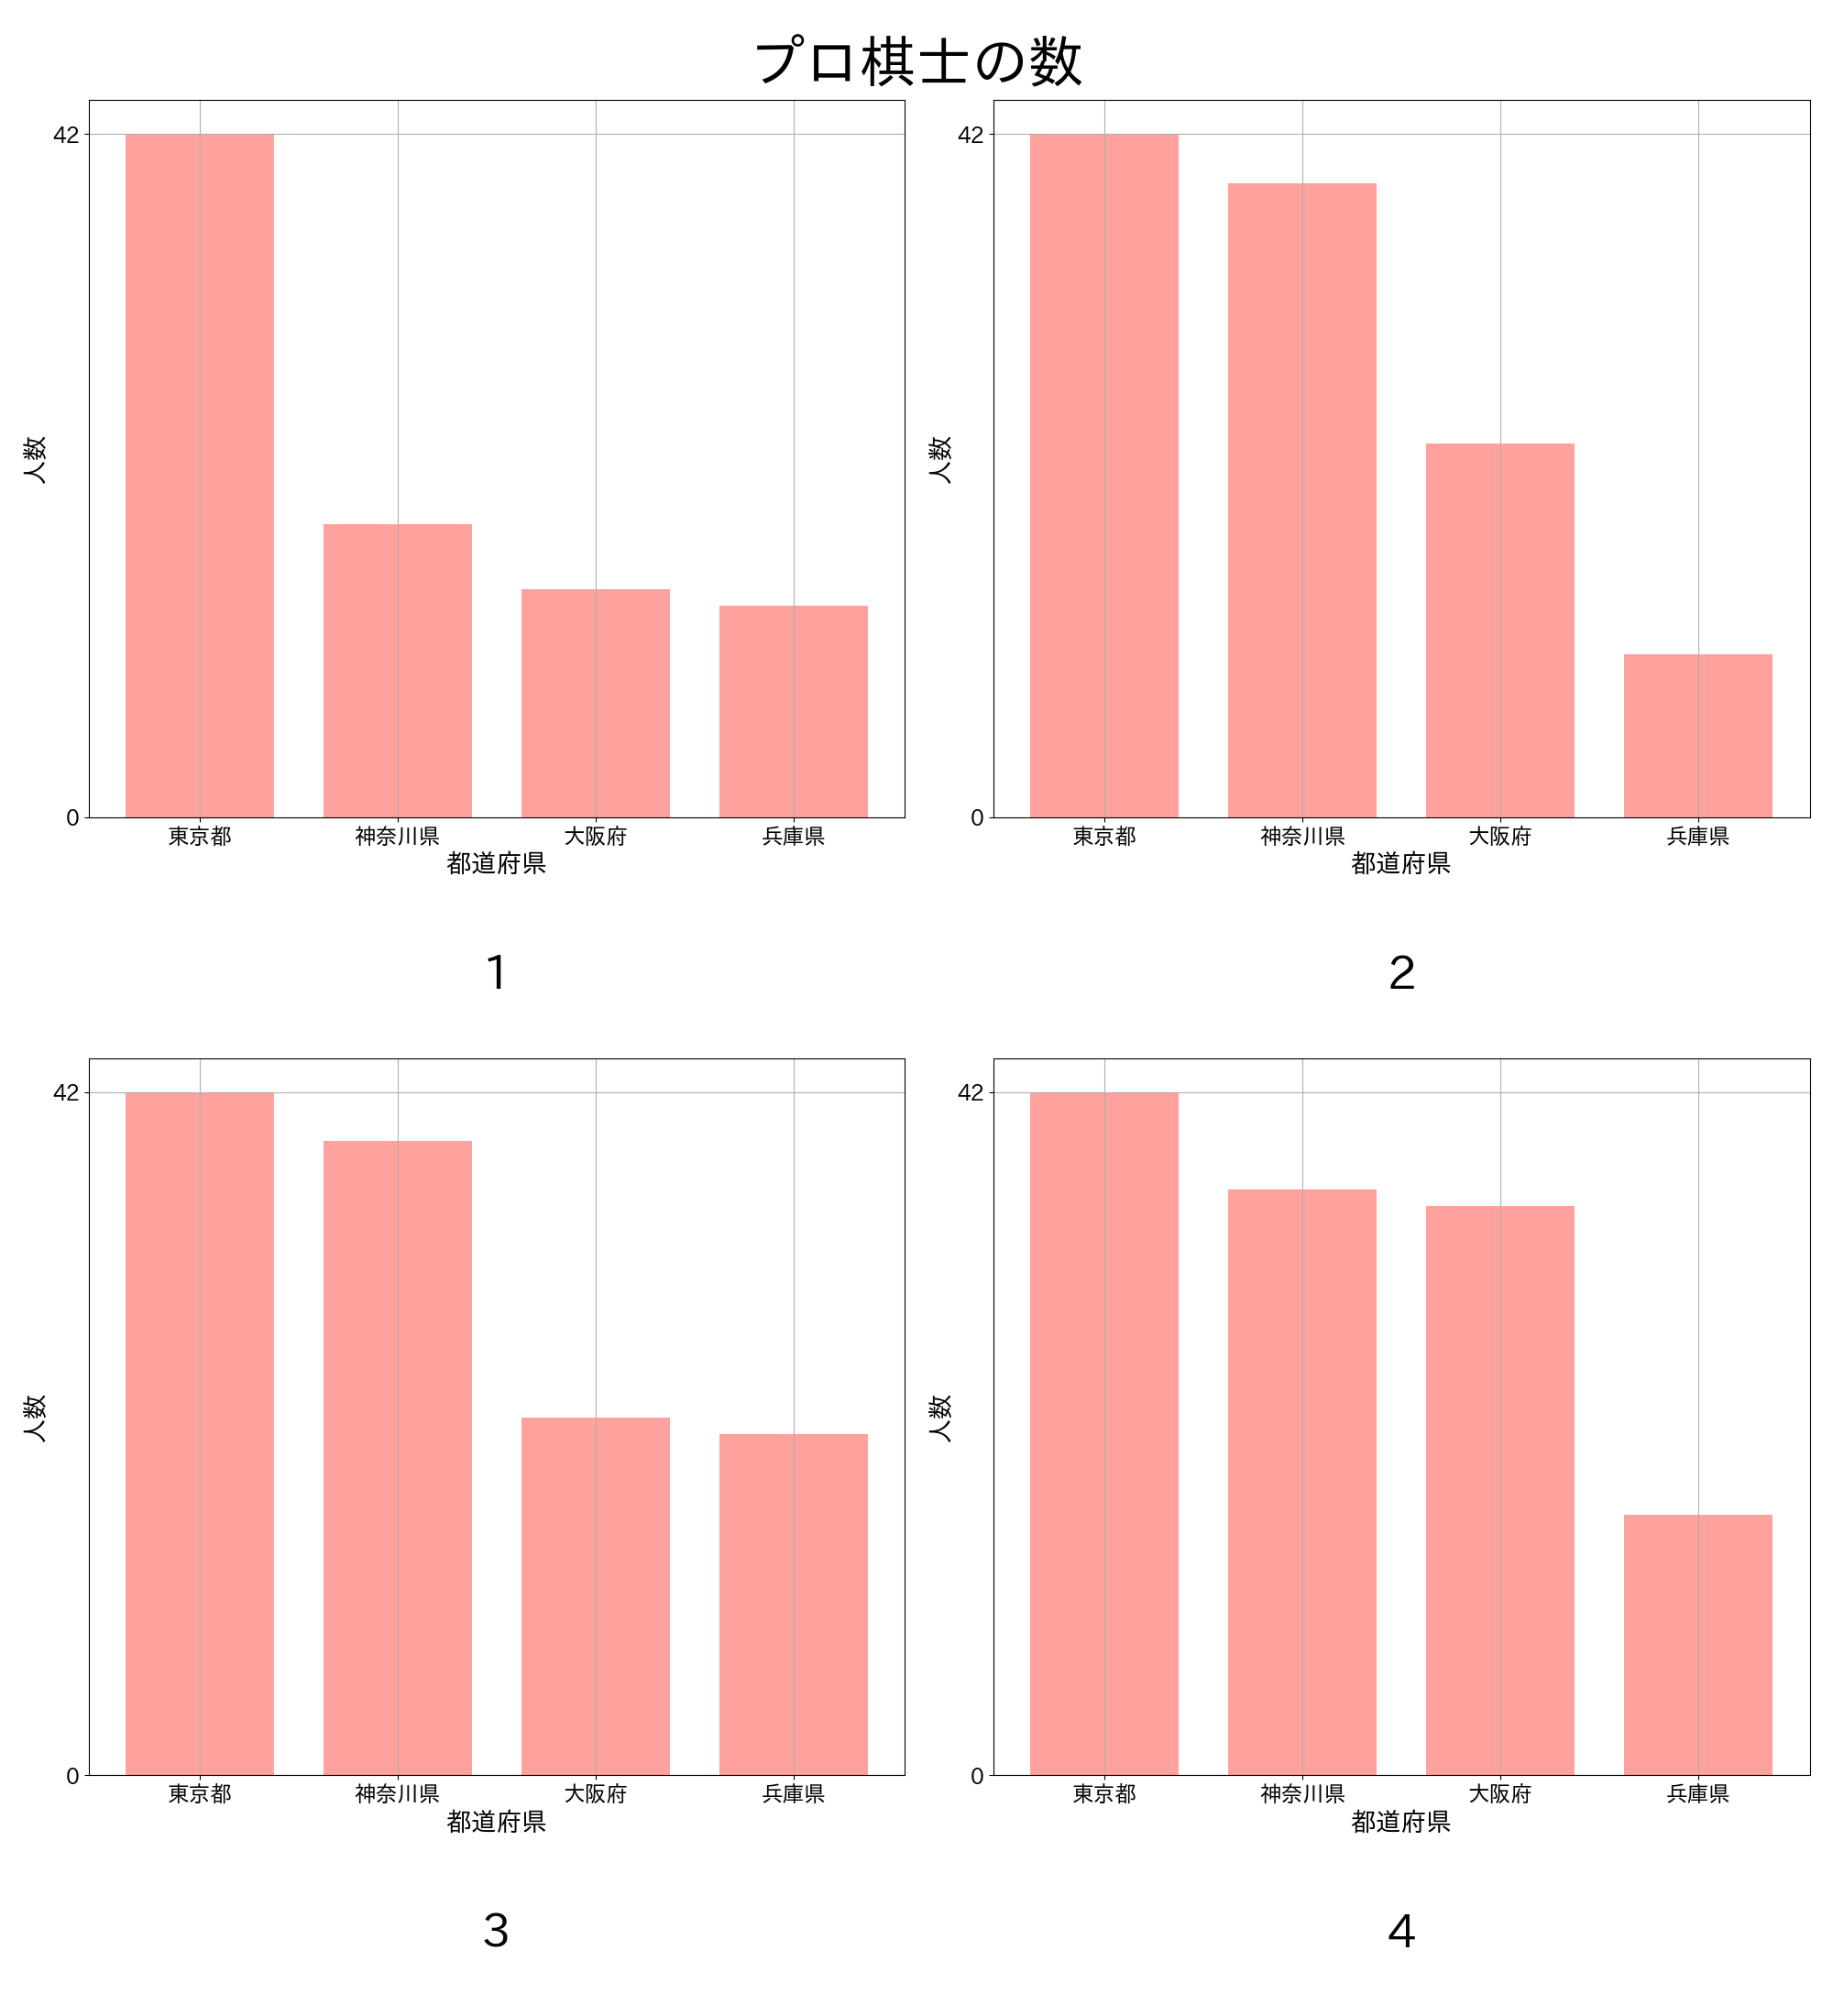 プロ棋士の数
42
人数
0
東京都 神奈川県 大阪府 兵庫県
都道府県
1
42
人数
0
東京都 神奈川県 大阪府 兵庫県
都道府県
2
42
人数
0
東京都 神奈川県 大阪府 兵庫県
都道府県
3
42
人数
0
東京都 神奈川県 大阪府 兵庫県
都道府県
4